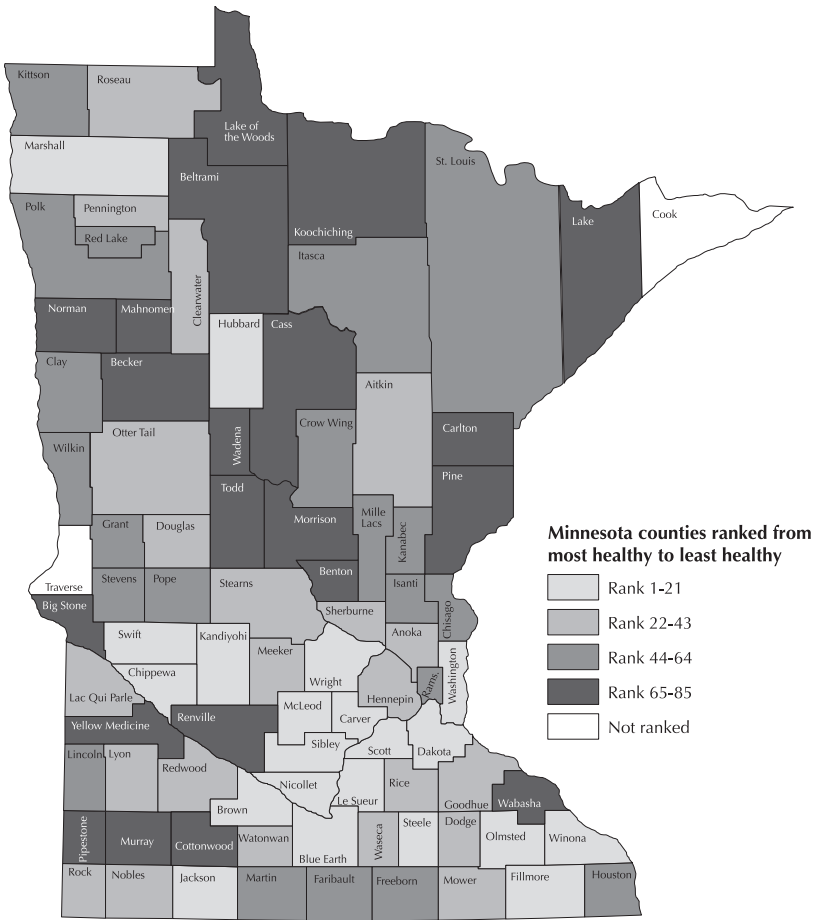 Kittson
Roseau
Lake of
the Woods
Marshall
Beltrami
St. Louis
Polk
Pennington
Red Lake
Koochiching
Lake
Cook
Itasca
Clearwater
Norman
Mahnomen
Hubbard
Cass
Clay
Becker
Aitkin
Otter Tail
Crow Wing
Wadena
Carlton
Wilkin
Pine
Todd
Mille
Lacs
Morrison
Kanabec
Grant
Douglas
Minnesota counties ranked from
most healthy to least healthy
Rank 1-21
Rank 22-43
Rank 44-64
Rank 65-85
Not ranked
Traverse
Stevens
Pope
Stearns
Benton
Isanti
Chisago
Big Stone
Sherburne
Swift
Kandiyohi
Anoka
Meeker
Chippewa
Wright
Washington
Lac Qui Parle
Hennepin
Rams.
McLeod
Renville
Carver
Yellow Medicine
Sibley
Scott
Dakota
Lincoln
Lyon
Redwood
Nicollet
Rice
Le Sueur
Goodhue
Wabasha
Brown
Pipestone
Murray
Cottonwood
Watonwan
Blue Earth
Waseca
Steele
Dodge
Olmsted
Winona
Rock
Nobles
Jackson
Martin
Faribault
Freeborn
Mower
Fillmore
Houston